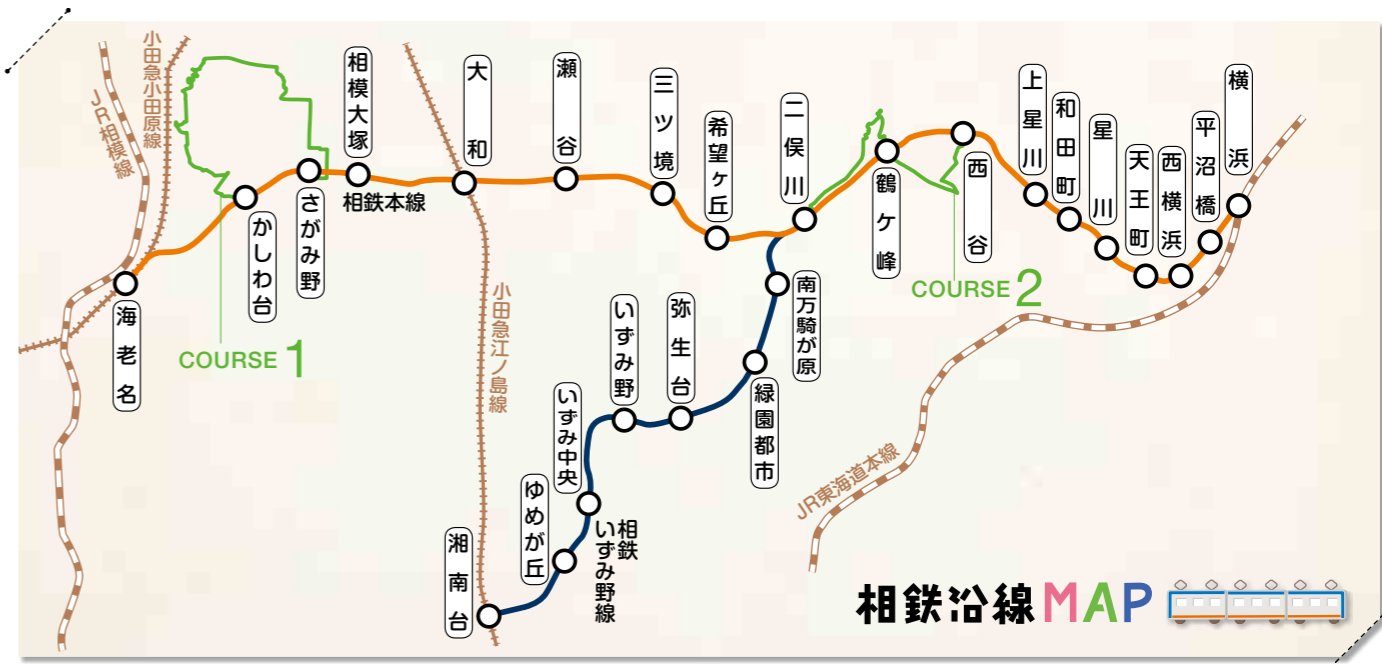 JR相模線
小田急小田原線
相模大塚
大和
瀬谷
三ツ境
希望ヶ丘
二俣川
鶴ケ峰
西谷
上星川
和田町
星川
天王町
西横浜
平沼橋
横浜
相鉄本線
さがみ野
かしわ台
海老名
COURSE 1
COURSE 2
小田急江ノ島線
南万騎が原
緑園都市
弥生台
いずみ野
いずみ中央
ゆめが丘
湘南台
相鉄
いずみ野線
JR東海道本線
相鉄沿線MAP